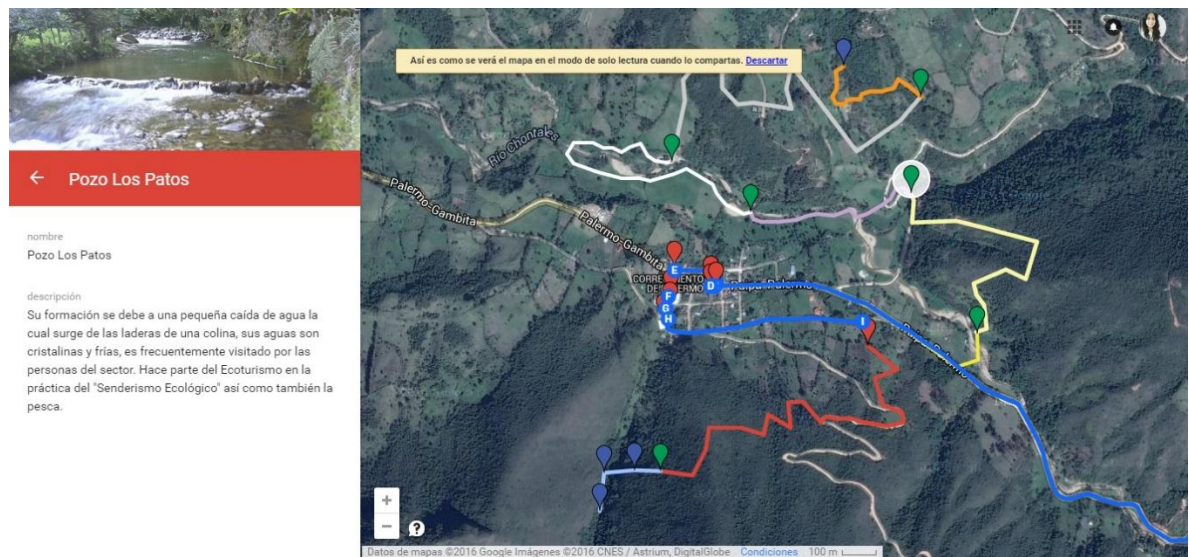 Pozo Los Patos
nombre
Pozo Los Patos
descripción
Su formación se debe a una pequeña caída de agua la
cual surge de las laderas de una colina, sus aguas son
cristalinas y frías, es frecuentemente visitado por las
personas del sector. Hace parte del Ecoturismo en la
práctica del "Senderismo Ecológico" así como también la
pesca.
Así es como se verá el mapa en el modo de solo lectura cuando lo compartas. Descartar
Río Chontales
Palermo-Gambita
Palermo-Gambita
E
D
Paipa-Palermo
F
G
H
I
Paipa-Palermo
+
−
?
Datos de mapas ©2016 Google Imágenes ©2016 CNES / Astrium, DigitalGlobe Condiciones 100 m